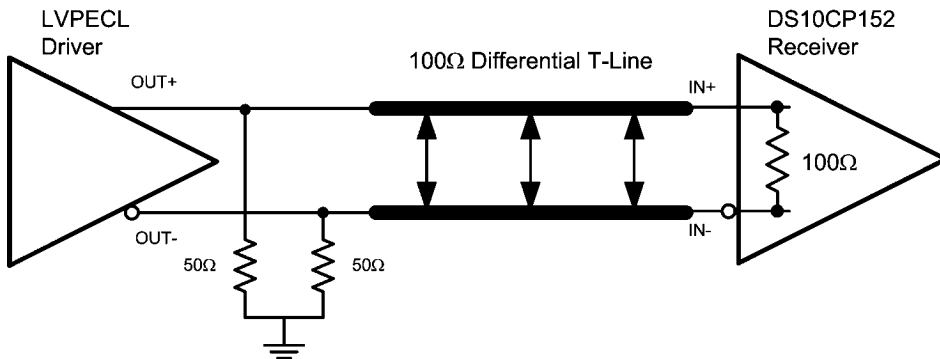 LVPECL
Driver
DS10CP152
Receiver
100Ω Differential T-Line
OUT+
IN+
100Ω
OUT-
IN-
50Ω
50Ω